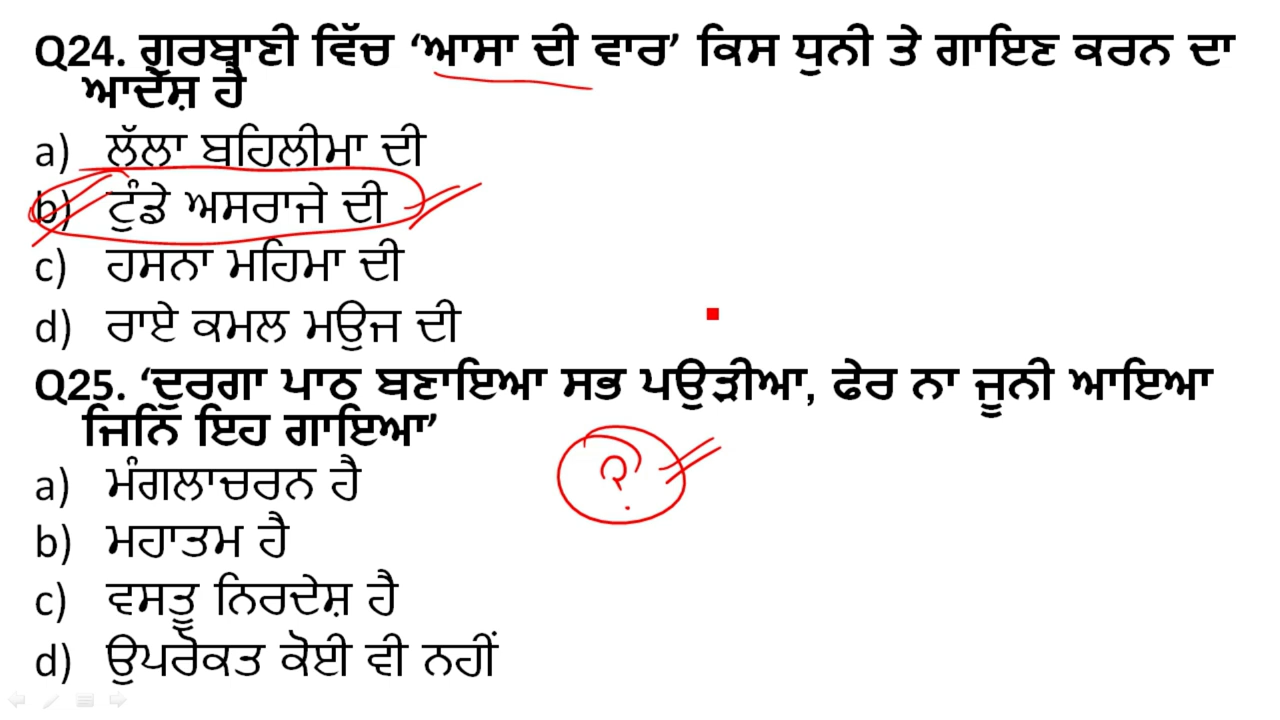 Q24. ਗੁਰਬਾਣੀ ਵਿੱਚ ‘ਆਸਾ ਦੀ ਵਾਰ’ ਕਿਸ ਧੁਨੀ ਤੇ ਗਾਇਣ ਕਰਨ ਦਾ
ਆਦੇਸ਼ ਹੈ
a) ਲੱਲਾ ਬਹਿਲੀਮਾ ਦੀ
b) ਟੁੰਡੇ ਅਸਰਾਜੇ ਦੀ
c) ਹਸਨਾ ਮਹਿਮਾ ਦੀ
d) ਰਾਏ ਕਮਲ ਮਉਜ ਦੀ
Q25. ‘ਦੁਰਗਾ ਪਾਠ ਬਣਾਇਆ ਸਭ ਪਉੜੀਆ, ਫੇਰ ਨਾ ਜੂਨੀ ਆਇਆ
ਜਿਨਿ ਇਹ ਗਾਇਆ’
?
a) ਮੰਗਲਾਚਰਨ ਹੈ
b) ਮਹਾਤਮ ਹੈ
c) ਵਸਤੂ ਨਿਰਦੇਸ਼ ਹੈ
d) ਉਪਰੋਕਤ ਕੋਈ ਵੀ ਨਹੀਂ